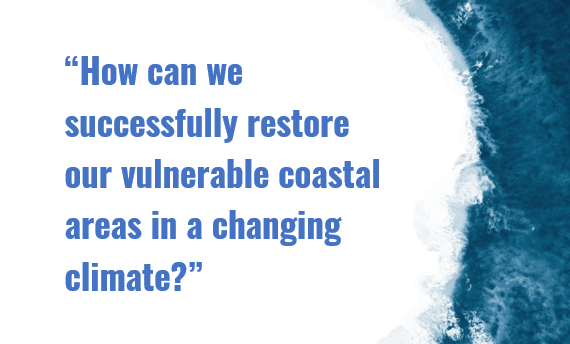 “How can we
successfully restore
our vulnerable coastal
areas in a changing
climate?”